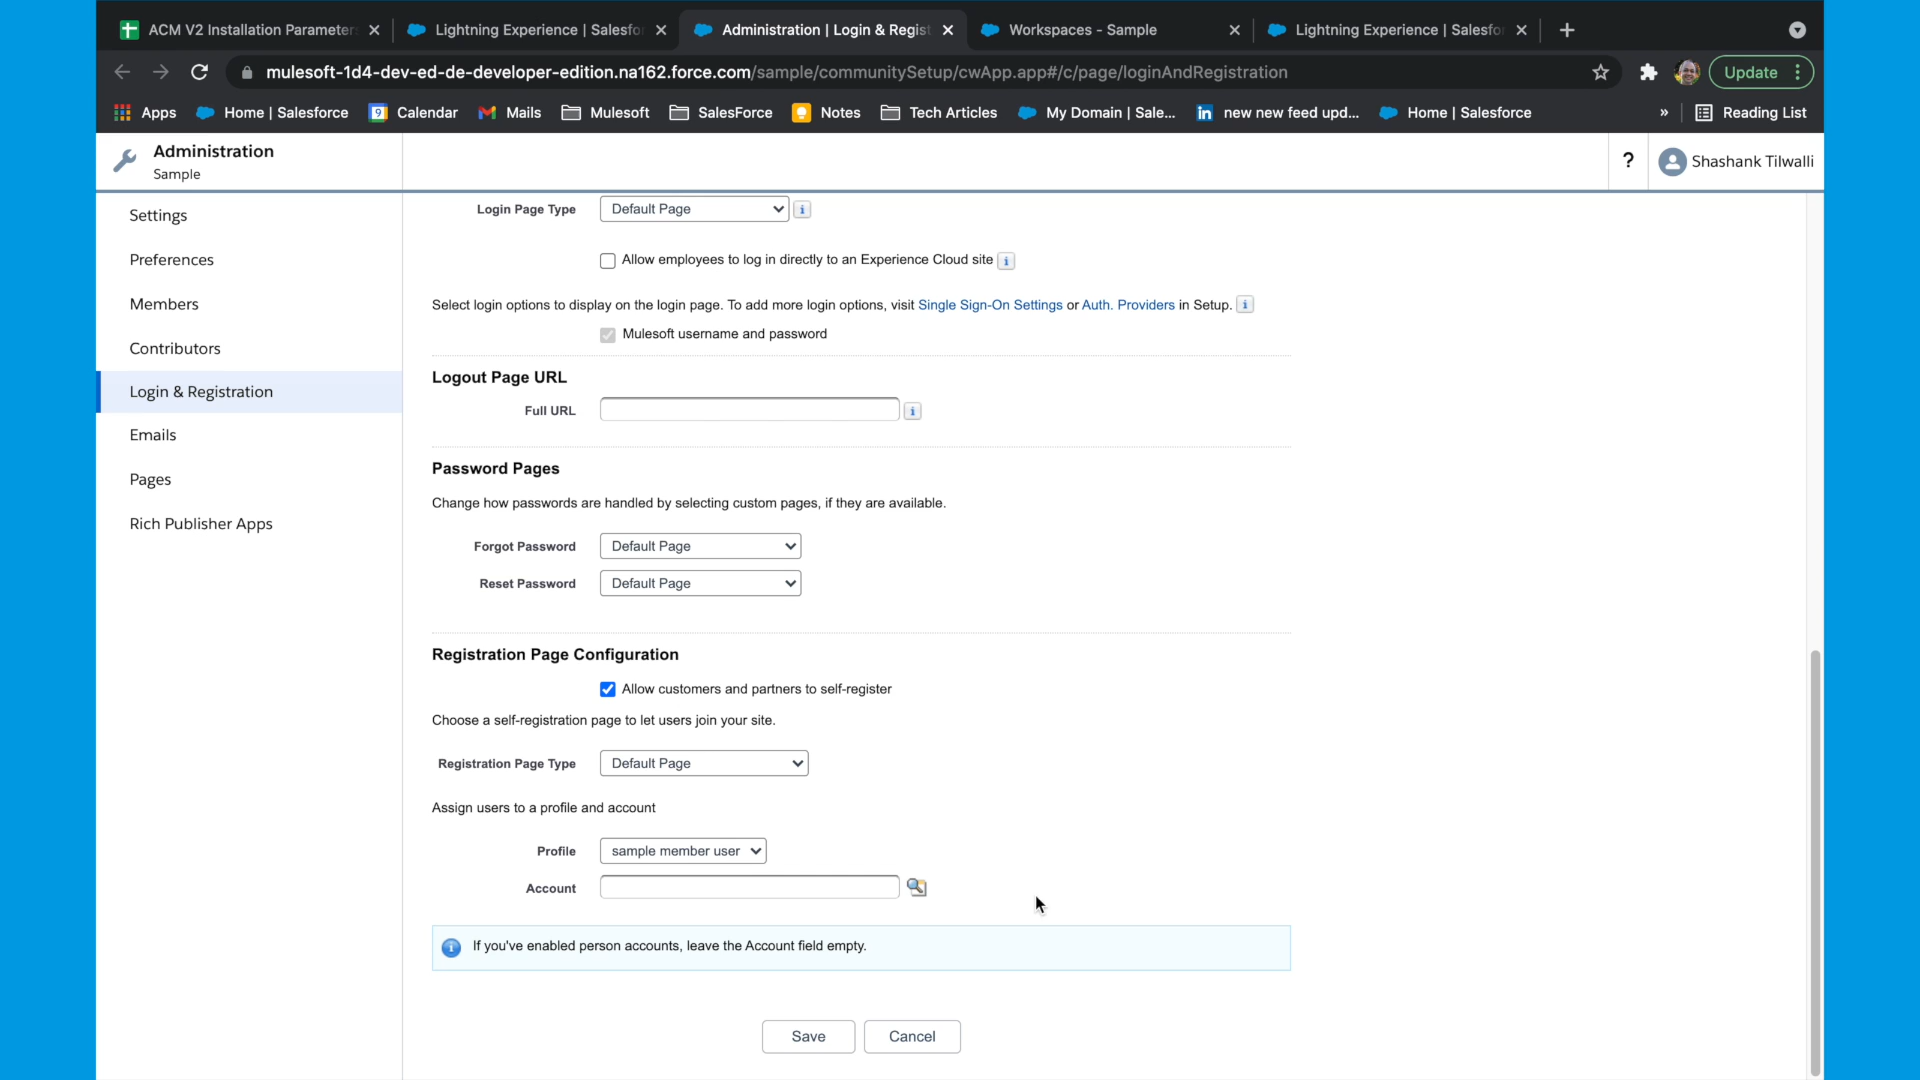 ACM V2 Installation Parameter
Lightning Experience | Salesfor
Administration | Login & Regist
Workspaces - Sample
Lightning Experience | Salesfor
mulesoft-1d4-dev-ed-de-developer-edition.na162.force.com/sample/communitySetup/cwApp.app#/c/page/loginAndRegistration
Update
Apps
Home | Salesforce
9
Calendar
Mails
Mulesoft
SalesForce
Notes
Tech Articles
My Domain | Sale...
in
new new feed upd...
Home | Salesforce
»
Reading List
Administration
Sample
?
Shashank Tilwalli
Settings
Preferences
Members
Contributors
Login & Registration
Emails
Pages
Rich Publisher Apps
Login Page Type
Default Page
i
Allow employees to log in directly to an Experience Cloud site
i
Select login options to display on the login page. To add more login options, visit Single Sign-On Settings or Auth. Providers in Setup.
i
Mulesoft username and password
Logout Page URL
Full URL
i
Password Pages
Change how passwords are handled by selecting custom pages, if they are available.
Forgot Password
Default Page
Reset Password
Default Page
Registration Page Configuration
Allow customers and partners to self-register
Choose a self-registration page to let users join your site.
Registration Page Type
Default Page
Assign users to a profile and account
Profile
sample member user
Account
i
If you've enabled person accounts, leave the Account field empty.
Save
Cancel